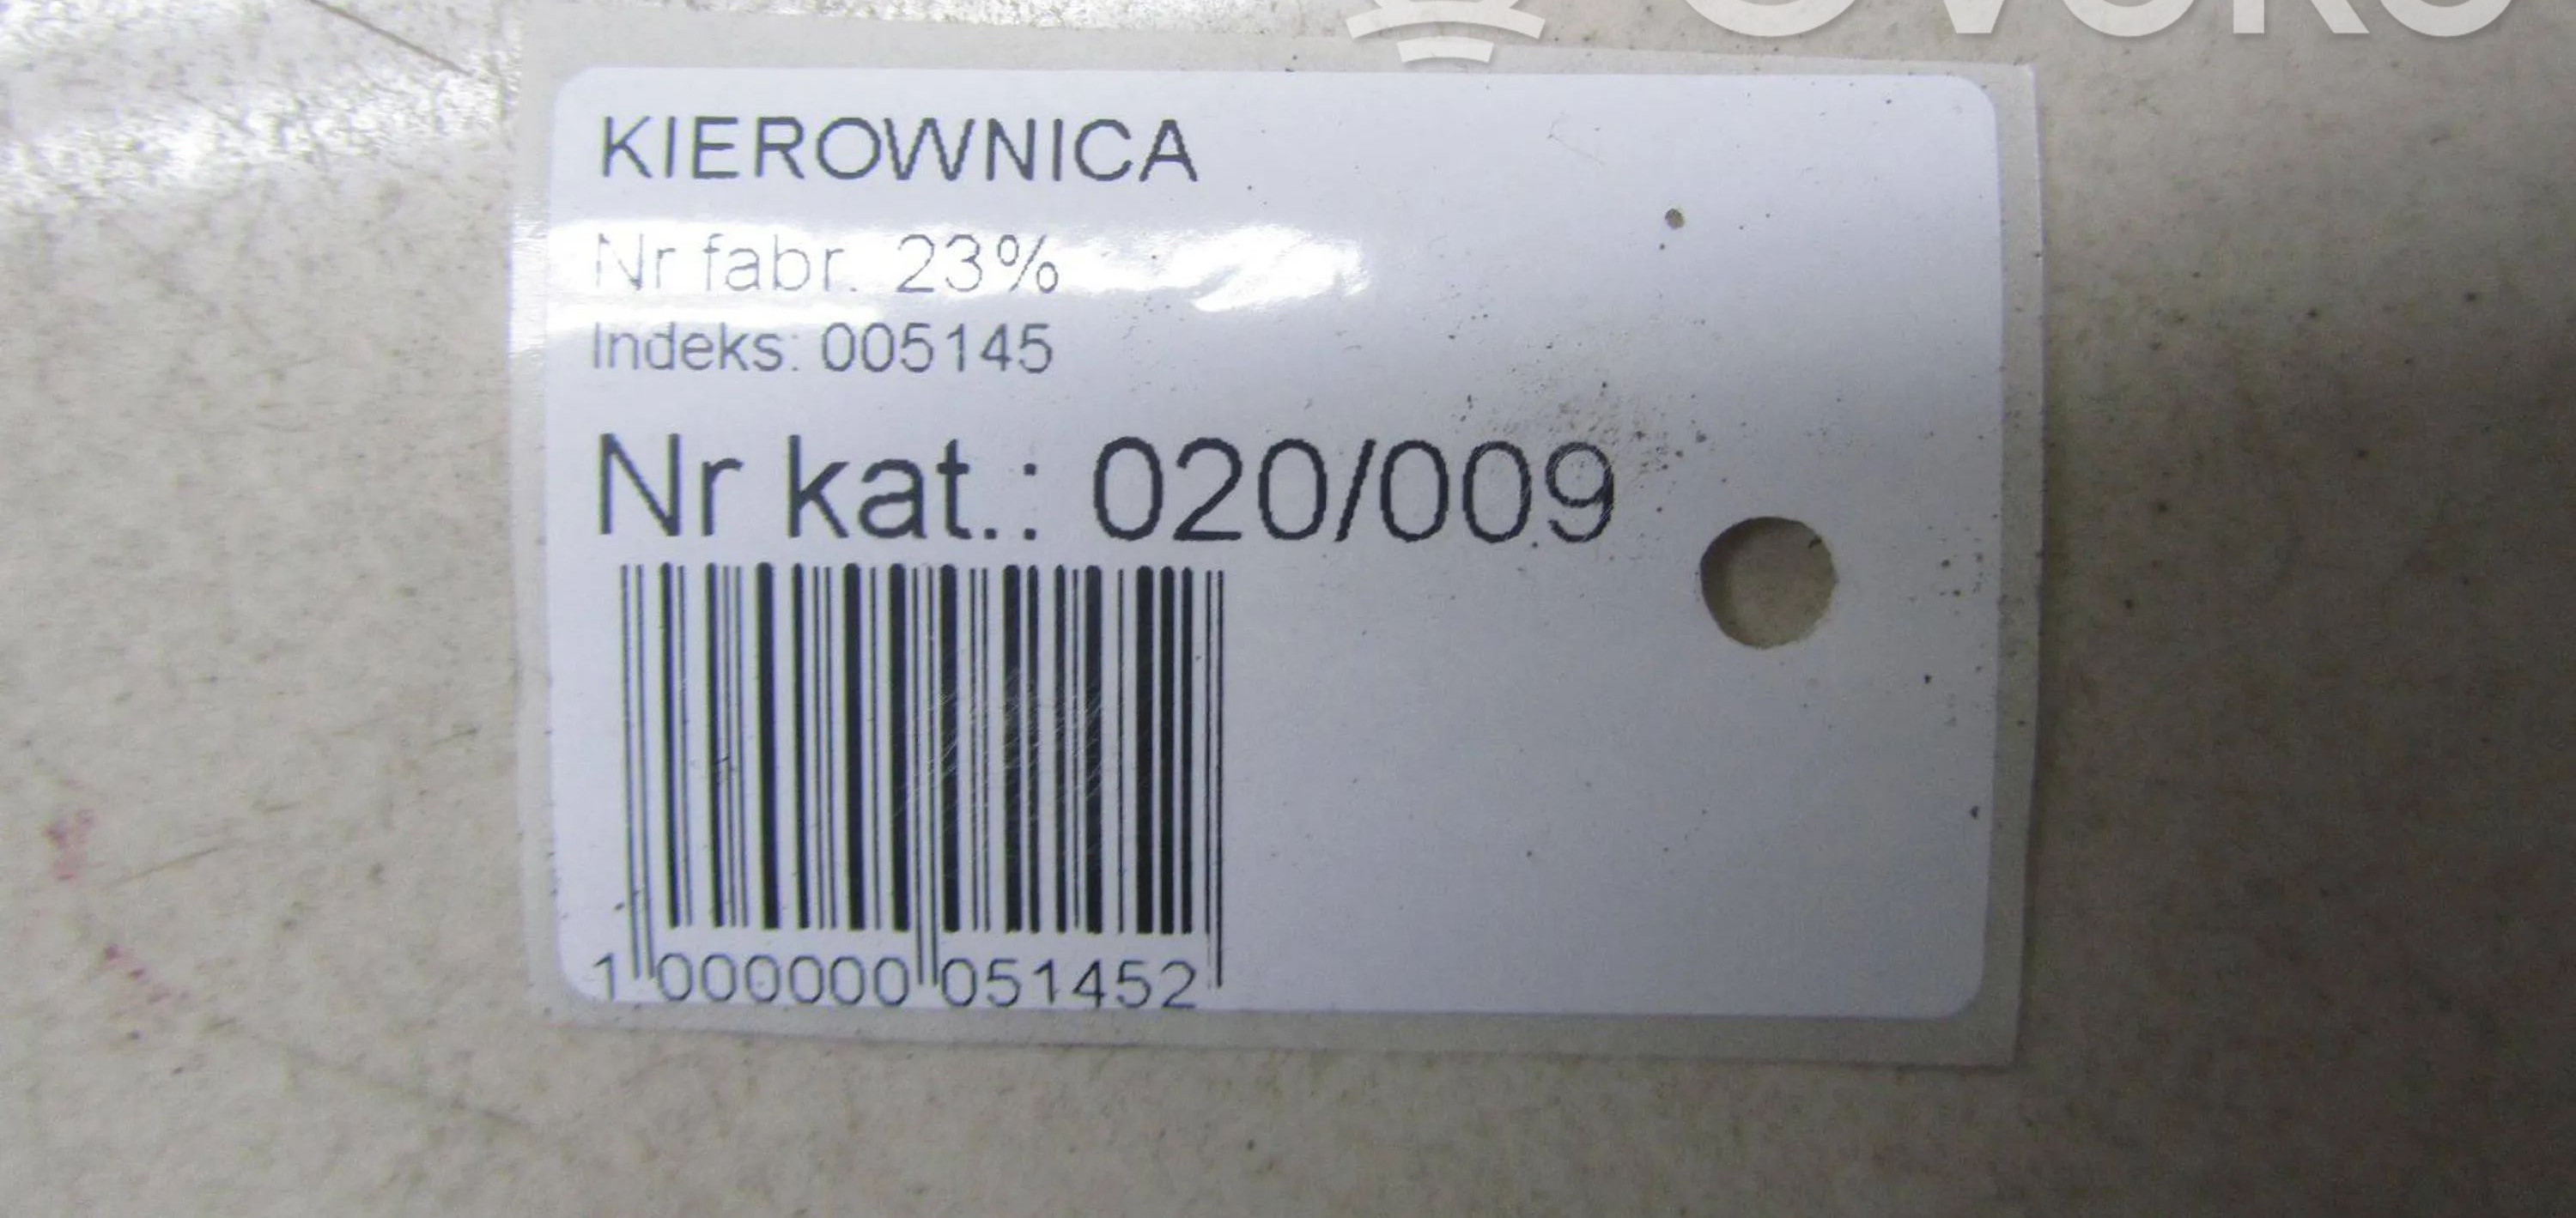 KIEROWNICA
Nr fabr.: 23%
Indeks: 005145
Nr kat.: 020/009
1 000000 051452